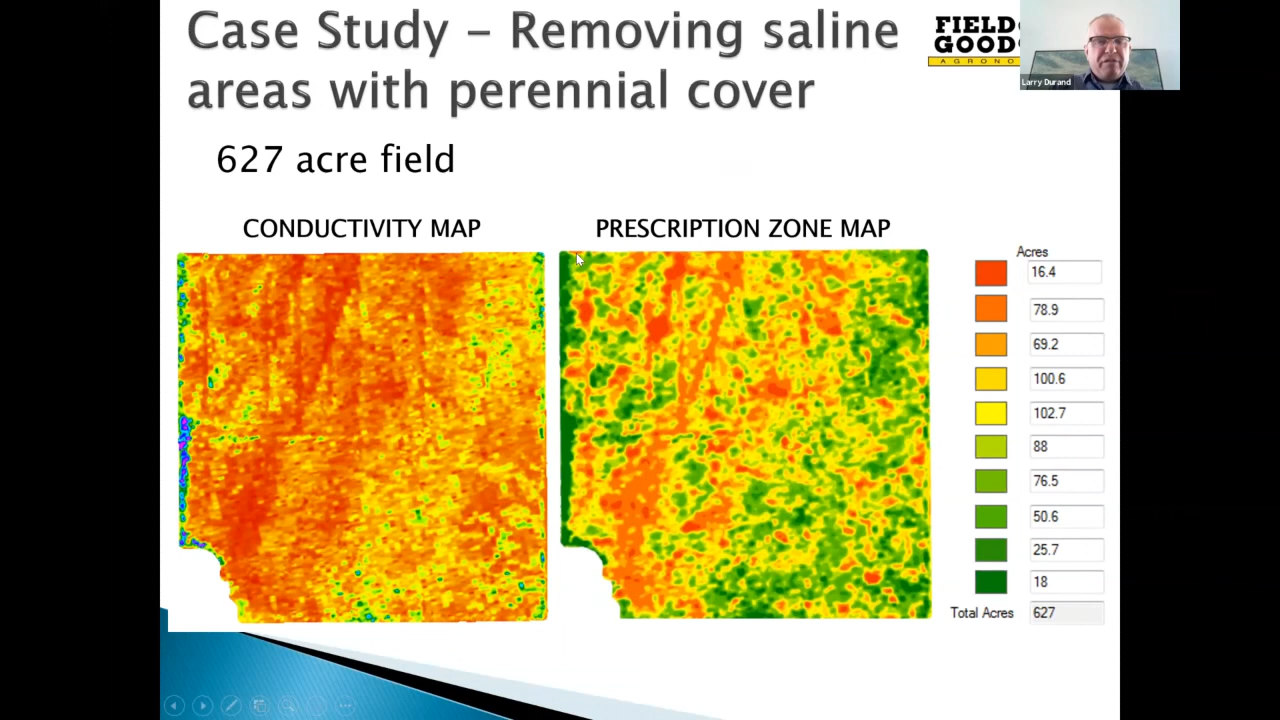 Case Study – Removing saline
areas with perennial cover
FIELD
GOOD
AGRONO
Larry Durand
627 acre field
CONDUCTIVITY MAP
PRESCRIPTION ZONE MAP
Acres
16.4
78.9
69.2
100.6
102.7
88
76.5
50.6
25.7
18
Total Acres 627